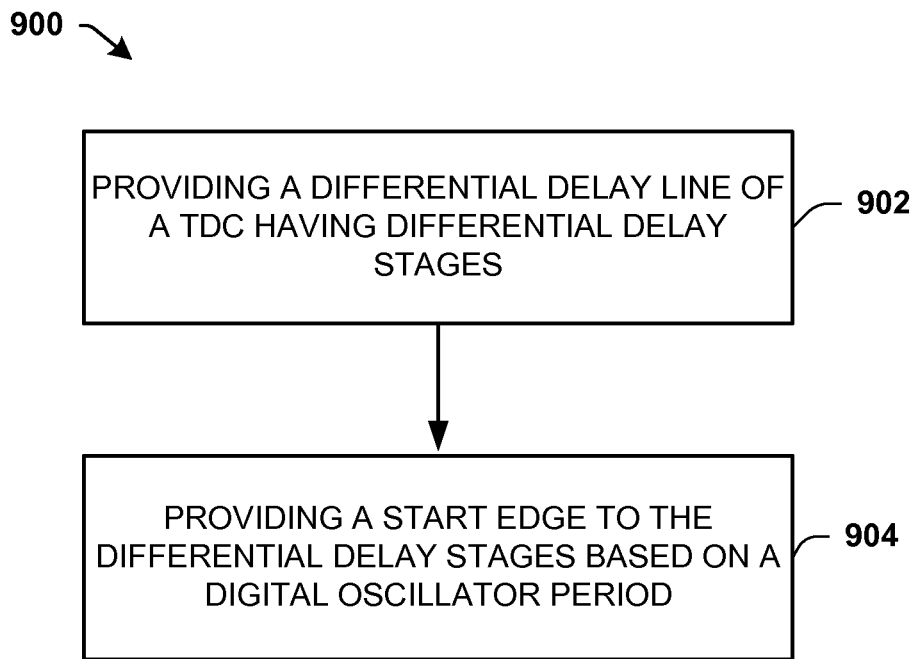 900
PROVIDING A DIFFERENTIAL DELAY LINE OF
A TDC HAVING DIFFERENTIAL DELAY
STAGES
902
PROVIDING A START EDGE TO THE
DIFFERENTIAL DELAY STAGES BASED ON A
DIGITAL OSCILLATOR PERIOD
904